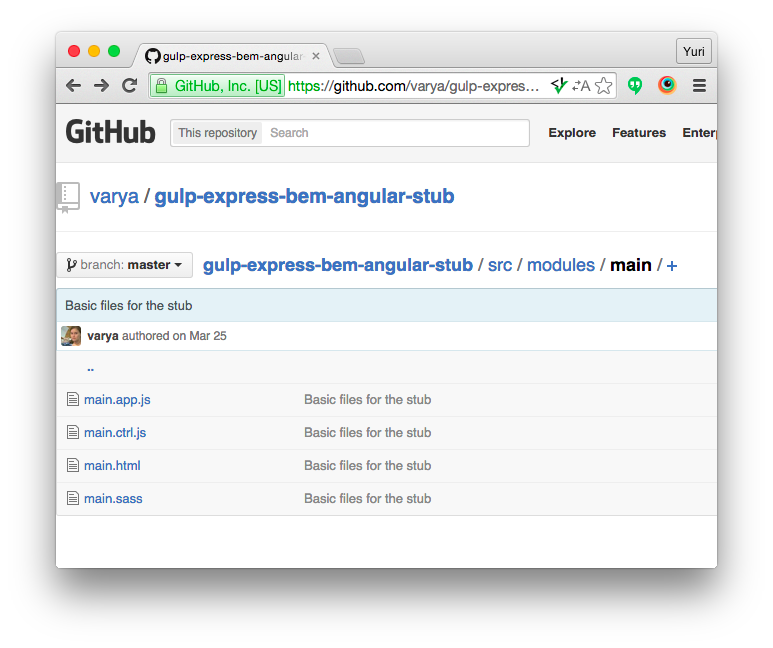 gulp-express-bem-angular-
Yuri
GitHub, Inc. [US] https://github.com/varya/gulp-expres...
GitHub This repository Search Explore Features Enterp
varya / gulp-express-bem-angular-stub
branch: master gulp-express-bem-angular-stub / src / modules / main / +
Basic files for the stub
varya authored on Mar 25
..
main.app.js Basic files for the stub
main.ctrl.js Basic files for the stub
main.html Basic files for the stub
main.sass Basic files for the stub